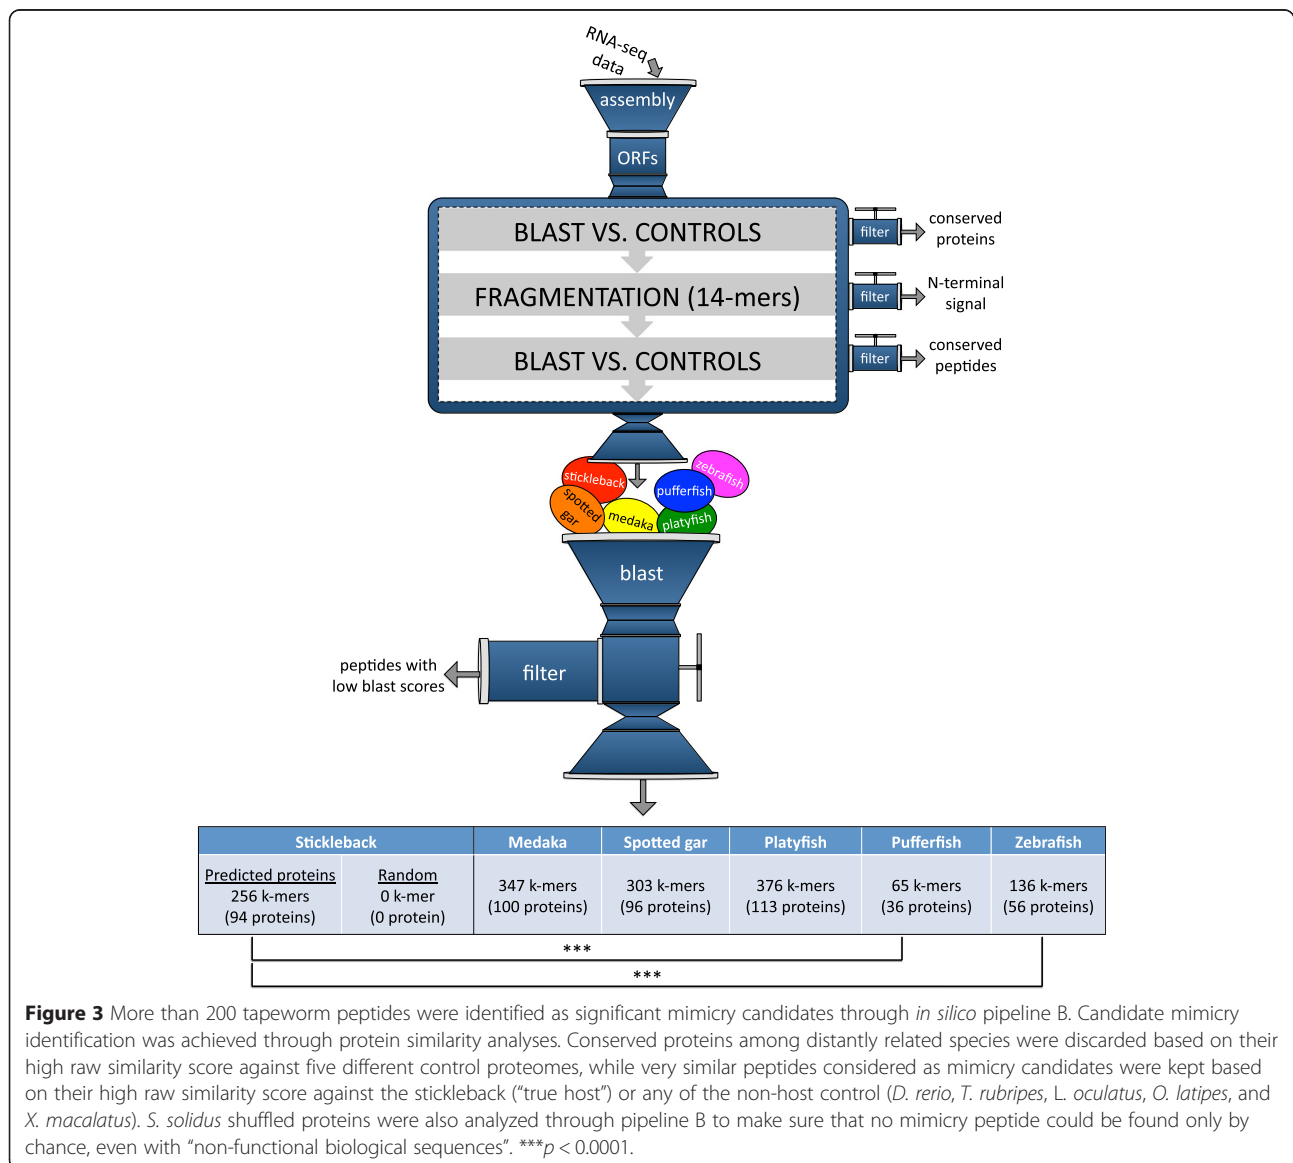 RNA-seq
data
assembly
ORFs
BLAST VS. CONTROLS
filter
conserved
proteins
FRAGMENTATION (14-mers)
filter
N-terminal
signal
BLAST VS. CONTROLS
filter
conserved
peptides
stickleback
zebrafish
pufferfish
spotted
gar
medaka
platyfish
blast
peptides with
low blast scores
filter
Stickleback Medaka Spotted gar Platyfish Pufferfish Zebrafish
Predicted proteins
256 k-mers
(94 proteins)
Random
0 k-mer
(0 protein)
347 k-mers
(100 proteins)
303 k-mers
(96 proteins)
376 k-mers
(113 proteins)
65 k-mers
(36 proteins)
136 k-mers
(56 proteins)
***
***
Figure 3 More than 200 tapeworm peptides were identified as significant mimicry candidates through in silico pipeline B. Candidate mimicry
identification was achieved through protein similarity analyses. Conserved proteins among distantly related species were discarded based on their
high raw similarity score against five different control proteomes, while very similar peptides considered as mimicry candidates were kept based
on their high raw similarity score against the stickleback (“true host”) or any of the non-host control (D. rerio, T. rubripes, L. oculatus, O. latipes, and
X. macalatus). S. solidus shuffled proteins were also analyzed through pipeline B to make sure that no mimicry peptide could be found only by
chance, even with “non-functional biological sequences”. ***p < 0.0001.